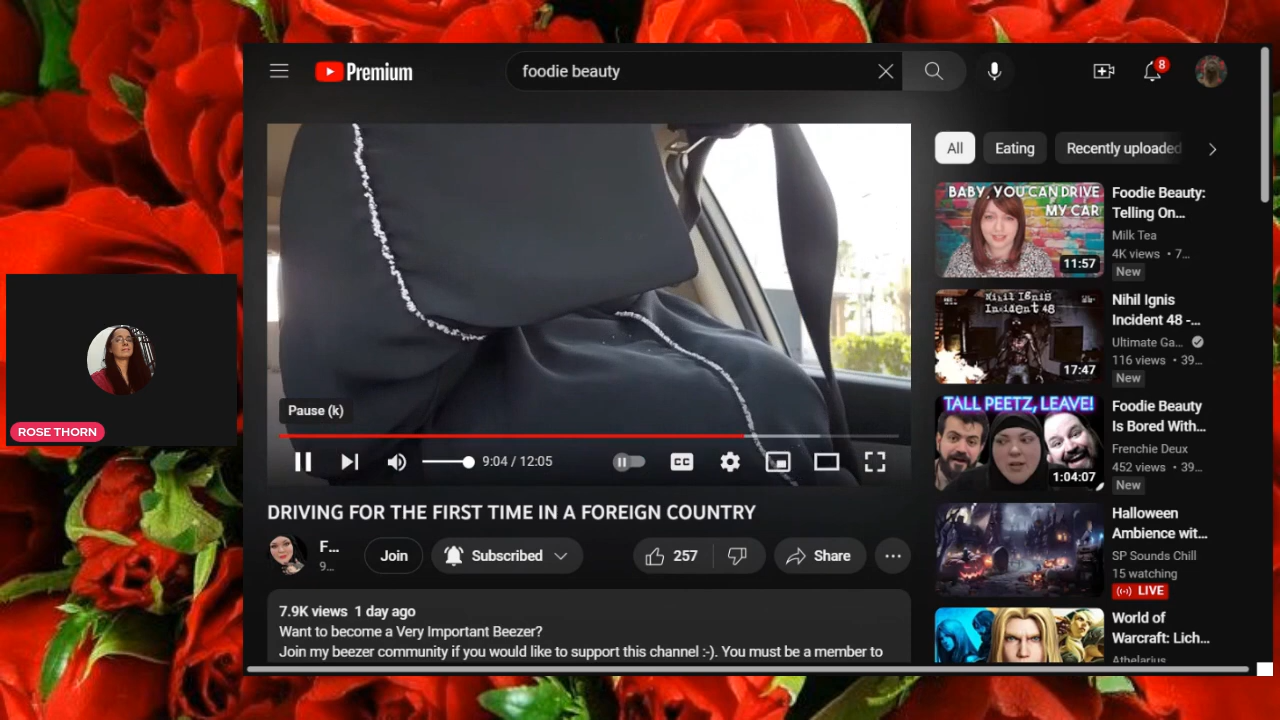 Premium
foodie beauty
8
All
Eating
Recently uploaded
BABY, YOU CAN DRIVE
MY CAR
11:57
Foodie Beauty:
Telling On...
Milk Tea
4K views • 7...
New
Nihil Ignis
Incident 48
17:47
Nihil Ignis
Incident 48 -...
Ultimate Ga...
116 views • 39...
New
TALL PEETZ, LEAVE!
1:04:07
Foodie Beauty
Is Bored With...
Frenchie Deux
452 views • 39...
New
Halloween
Ambience wit...
SP Sounds Chill
15 watching
LIVE
World of
Warcraft: Lich...
Athelarius
ROSE THORN
Pause (k)
9:04 / 12:05
CC
DRIVING FOR THE FIRST TIME IN A FOREIGN COUNTRY
F...
9...
Join
Subscribed
257
Share
7.9K views 1 day ago
Want to become a Very Important Beezer?
Join my beezer community if you would like to support this channel :-). You must be a member to